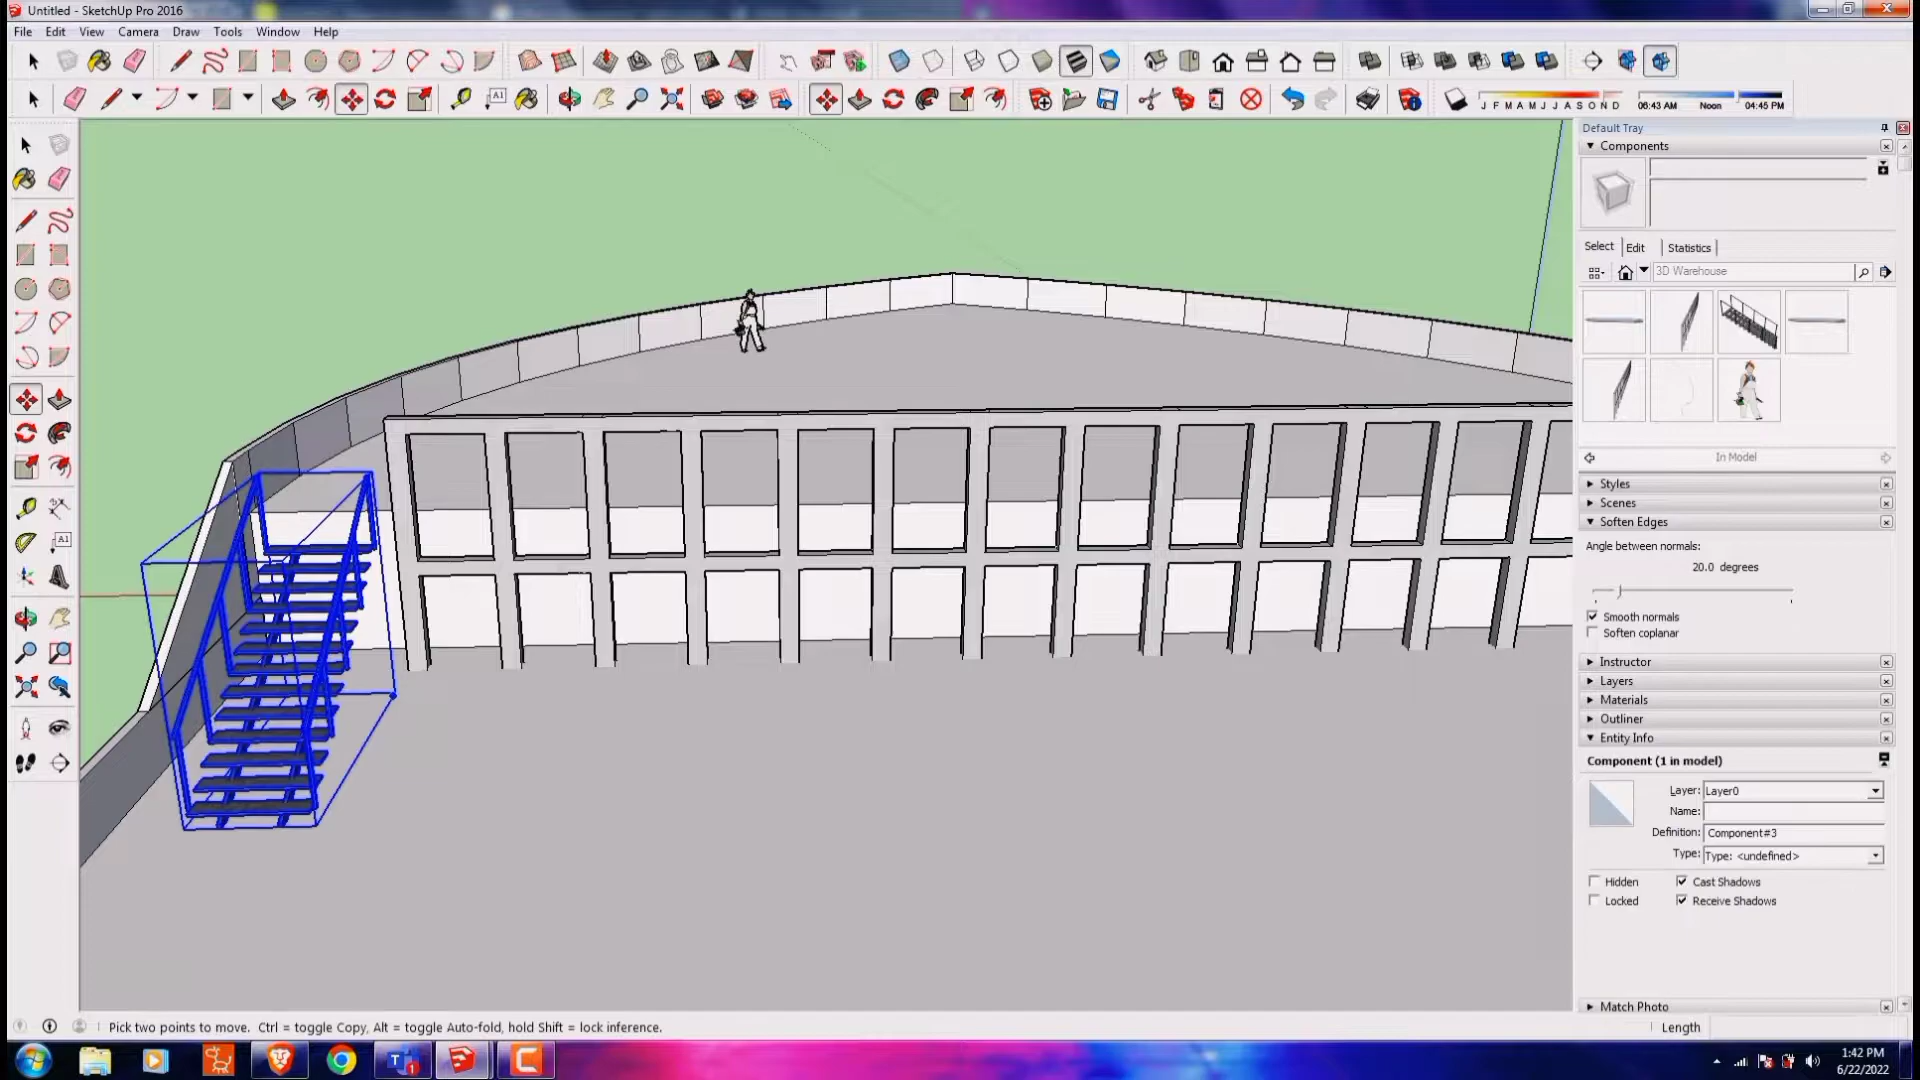 Untitled - SketchUp Pro 2016
File Edit View Camera Draw Tools Window Help
A1
J F M A M J J A S O N D
06:43 AM Noon 04:45 PM
Default Tray
Components
Select Edit Statistics
3D Warehouse
In Model
Styles
Scenes
Soften Edges
Angle between normals:
20.0 degrees
Smooth normals
Soften coplanar
Instructor
Layers
Materials
Outliner
Entity Info
Component (1 in model)
Layer: Layer0
Name:
Definition: Component#3
Type: Type: <undefined>
Hidden Cast Shadows
Locked Receive Shadows
Match Photo
A1
Pick two points to move. Ctrl = toggle Copy, Alt = toggle Auto-fold, hold Shift = lock inference.
Length
T 1
C
1:42 PM
6/22/2022